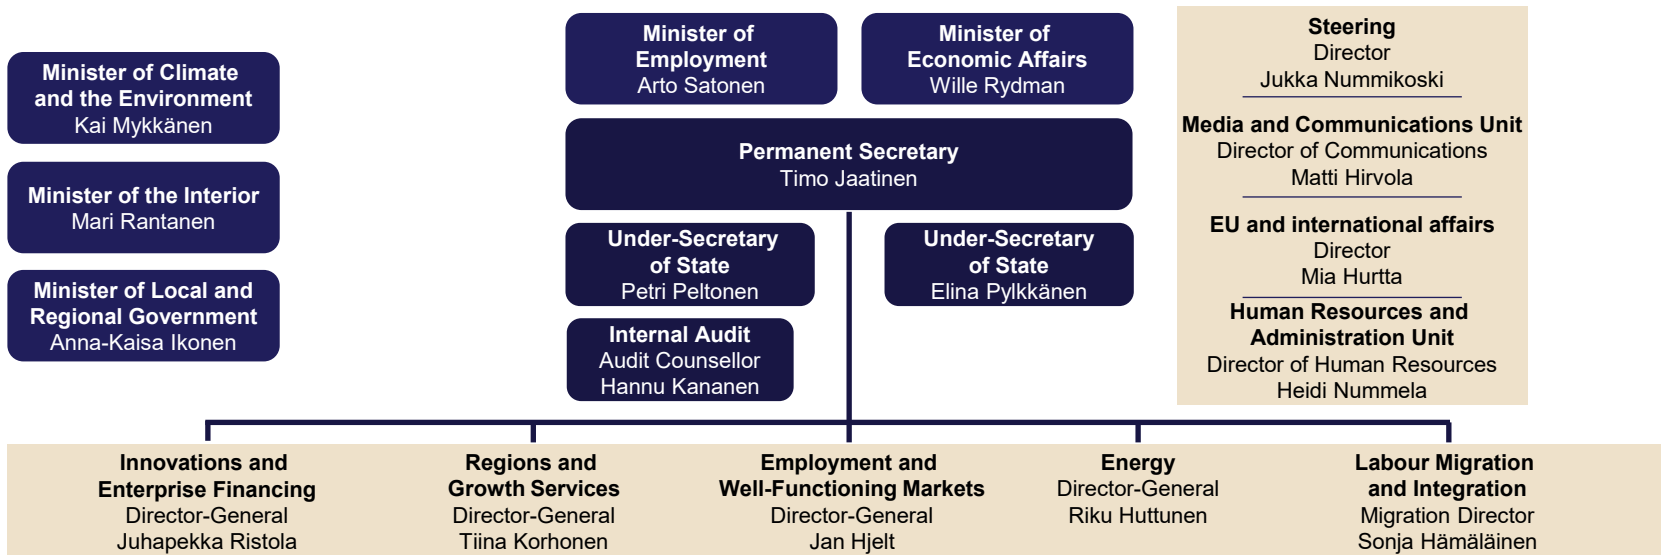 Minister of Climate
and the Environment
Kai Mykkänen
Minister of the Interior
Mari Rantanen
Minister of Local and
Regional Government
Anna-Kaisa Ikonen
Minister of
Employment
Arto Satonen
Minister of
Economic Affairs
Wille Rydman
Permanent Secretary
Timo Jaatinen
Under-Secretary
of State
Petri Peltonen
Under-Secretary
of State
Elina Pylkkänen
Internal Audit
Audit Counsellor
Hannu Kananen
Steering
Director
Jukka Nummikoski
Media and Communications Unit
Director of Communications
Matti Hirvola
EU and international affairs
Director
Mia Hurtta
Human Resources and
Administration Unit
Director of Human Resources
Heidi Nummela
Innovations and
Enterprise Financing
Director-General
Juhapekka Ristola
Regions and
Growth Services
Director-General
Tiina Korhonen
Employment and
Well-Functioning Markets
Director-General
Jan Hjelt
Energy
Director-General
Riku Huttunen
Labour Migration
and Integration
Migration Director
Sonja Hämäläinen